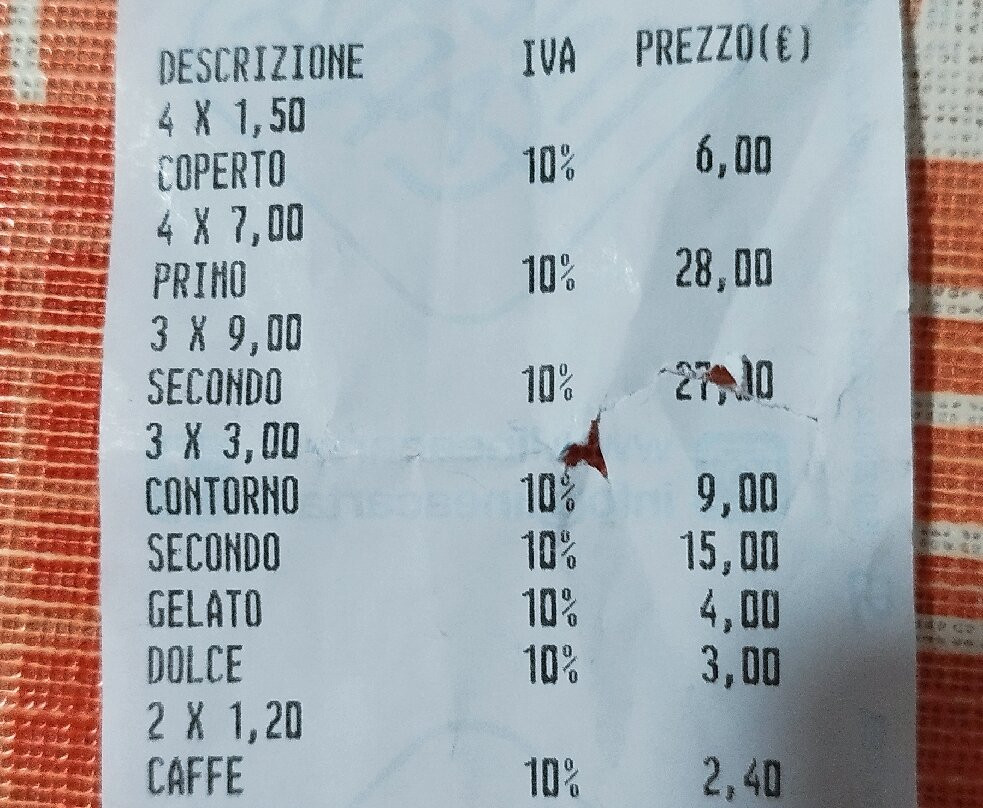 DESCRIZIONE IVA PREZZO(€)
4 X 1,50
COPERTO 10% 6,00
4 X 7,00
PRIMO 10% 28,00
3 X 9,00
SECONDO 10% 27,00
3 X 3,00
CONTORNO 10% 9,00
SECONDO 10% 15,00
GELATO 10% 4,00
DOLCE 10% 3,00
2 X 1,20
CAFFE 10% 2,40